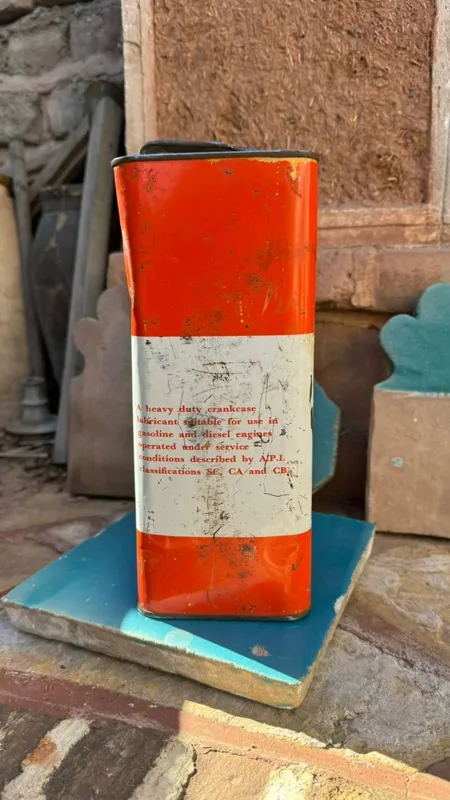 A heavy duty crankcase
lubricant suitable for use in
gasoline and diesel engines
operated under service
conditions described by A.P.I.
classifications SC, CA and CB.